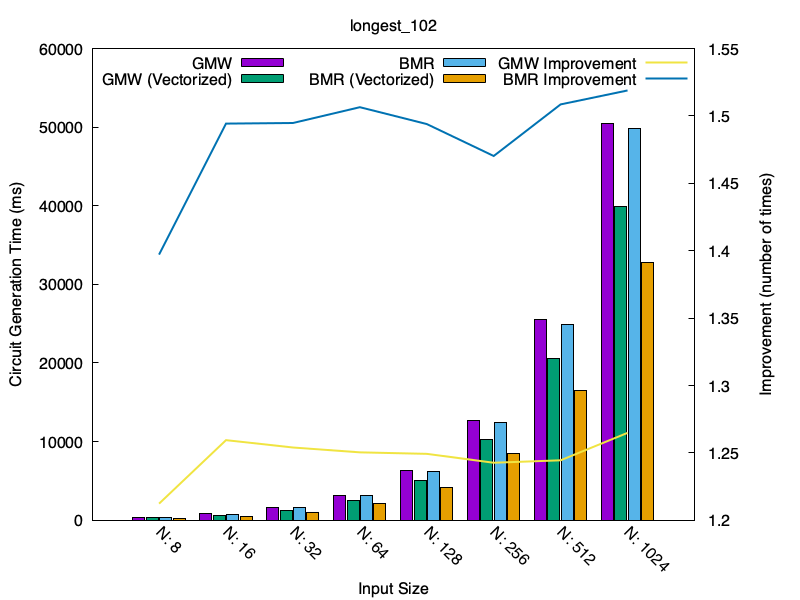 longest_102
60000
50000
40000
30000
20000
10000
0
Circuit Generation Time (ms)
GMW
GMW (Vectorized)
BMR
BMR (Vectorized)
GMW Improvement
BMR Improvement
1.55
1.5
1.45
1.4
1.35
1.3
1.25
1.2
Improvement (number of times)
N: 8
N: 16
N: 32
N: 64
N: 128
N: 256
N: 512
N: 1024
Input Size